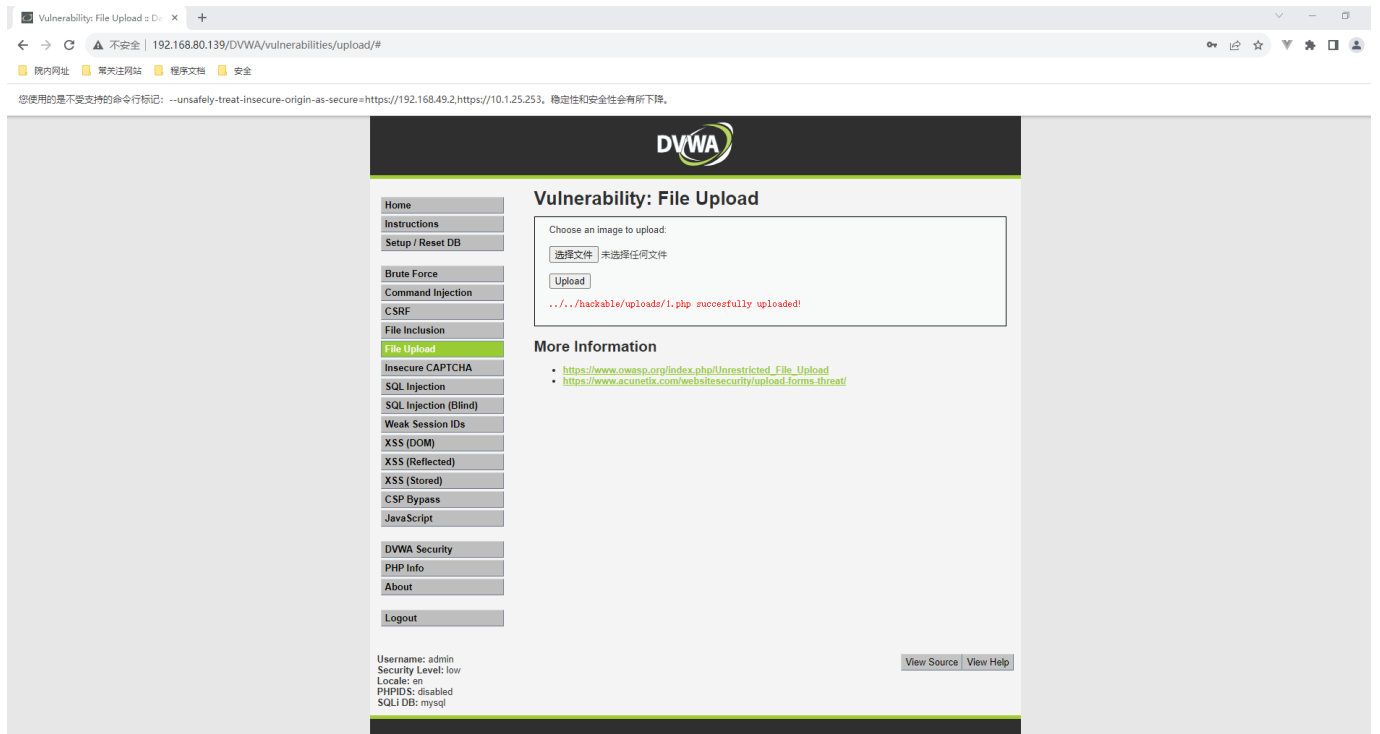 Vulnerability: File Upload :: Da
192.168.80.139/DVWA/vulnerabilities/upload/#
不安全
院内网址 常关注网站 程序文档 安全
您使用的是不受支持的命令行标记：--unsafely-treat-insecure-origin-as-secure=https://192.168.49.2,https://10.1.25.253。稳定性和安全性会有所下降。
DVWA
Home
Instructions
Setup / Reset DB
Brute Force
Command Injection
CSRF
File Inclusion
File Upload
Insecure CAPTCHA
SQL Injection
SQL Injection (Blind)
Weak Session IDs
XSS (DOM)
XSS (Reflected)
XSS (Stored)
CSP Bypass
JavaScript
DVWA Security
PHP Info
About
Logout
Vulnerability: File Upload
Choose an image to upload:
选择文件 未选择任何文件
Upload
../../hackable/uploads/1.php succesfully uploaded!
More Information
https://www.owasp.org/index.php/Unrestricted_File_Upload
https://www.acunetix.com/websitesecurity/upload-forms-threat/
Username: admin
Security Level: low
Locale: en
PHPIDS: disabled
SQLi DB: mysql
View Source View Help